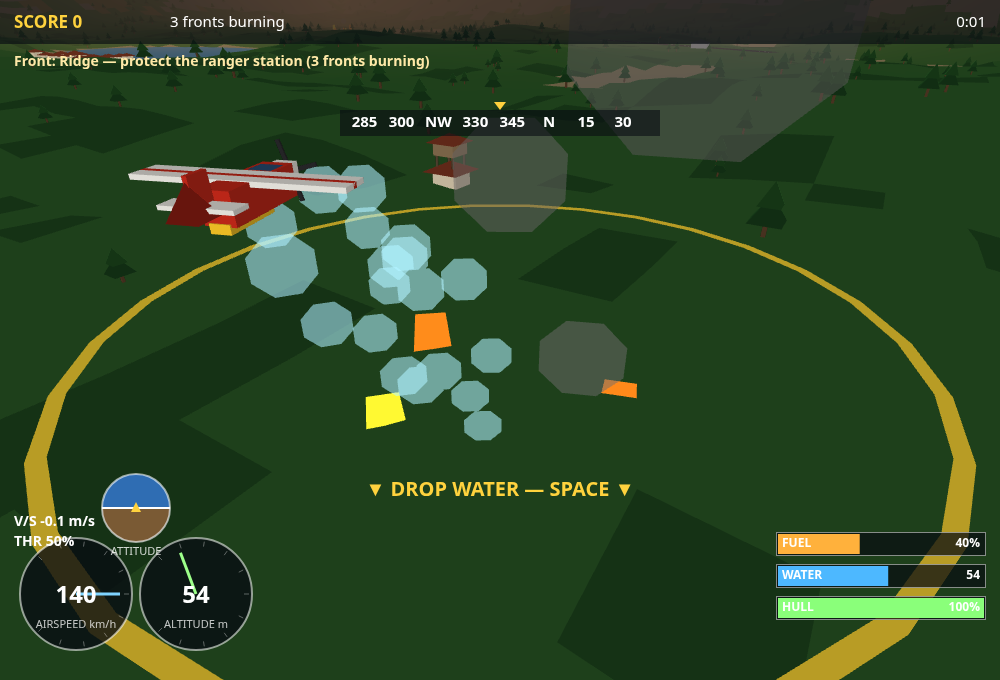 SCORE 0 3 fronts burning 0:01
Front: Ridge — protect the ranger station (3 fronts burning)
285 300 NW 330 345 N 15 30
▼ DROP WATER — SPACE ▼
V/S -0.1 m/s
THR 50%
ATTITUDE
140
AIRSPEED km/h
54
ALTITUDE m
FUEL 40%
WATER 54
HULL 100%